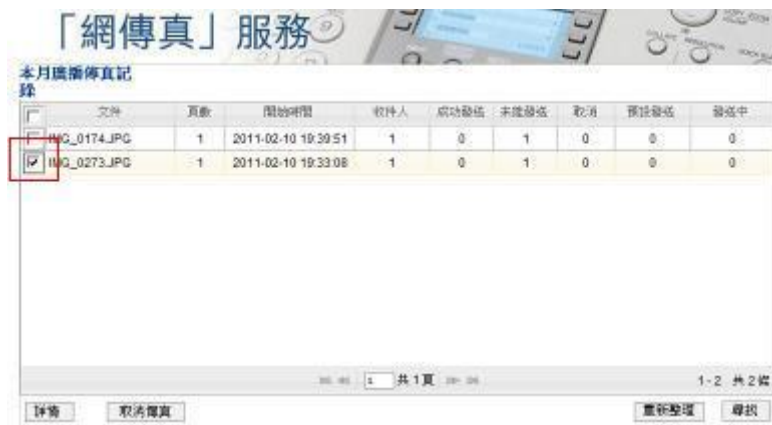 「網傳真」服務
本月廣播傳真記
錄
文件 頁數 開始時間 收件人 成功發送 未能發送 取消 預設發送 發送中
IMG_0174.JPG 1 2011-02-10 19:39:51 1 0 1 0 0 0
IMG_0273.JPG 1 2011-02-10 19:33:08 1 0 1 0 0 0
1 共1頁 1-2 共2條
詳情 取消傳真 重新整理 尋找